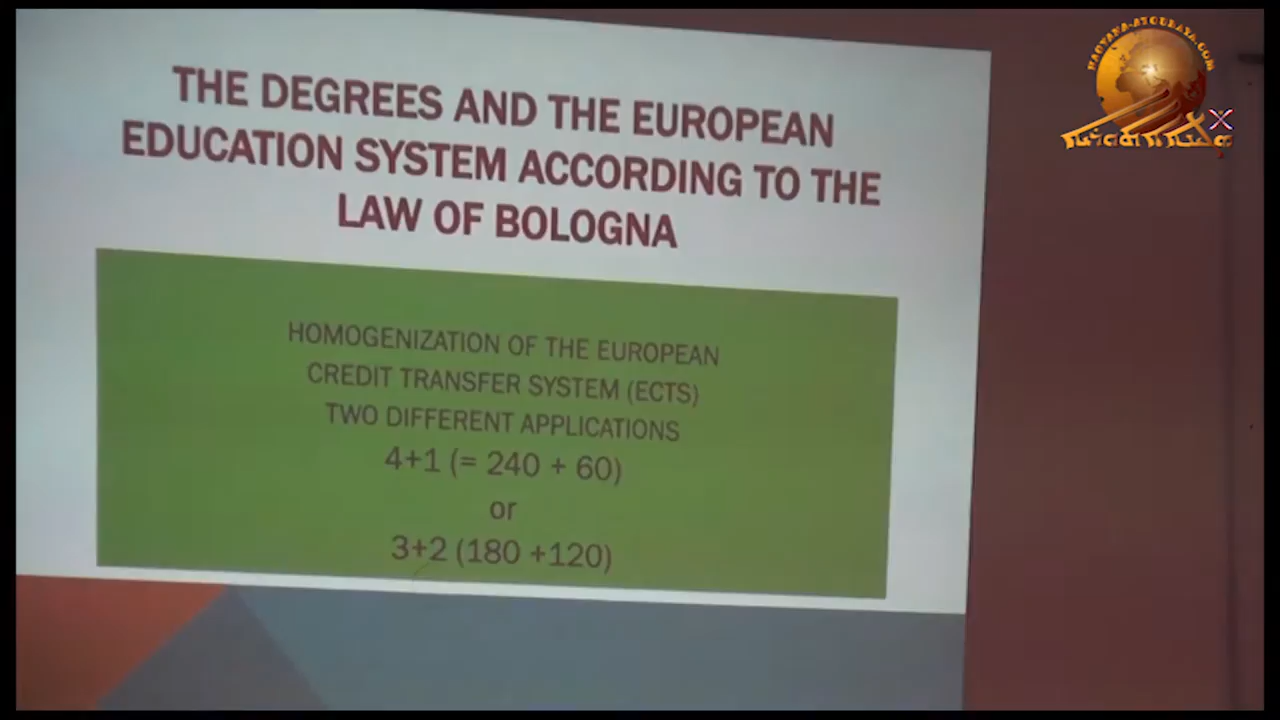 THE DEGREES AND THE EUROPEAN
EDUCATION SYSTEM ACCORDING TO THE
LAW OF BOLOGNA
HOMOGENIZATION OF THE EUROPEAN
CREDIT TRANSFER SYSTEM (ECTS)
TWO DIFFERENT APPLICATIONS
4+1 (= 240 + 60)
or
3+2 (180 +120)